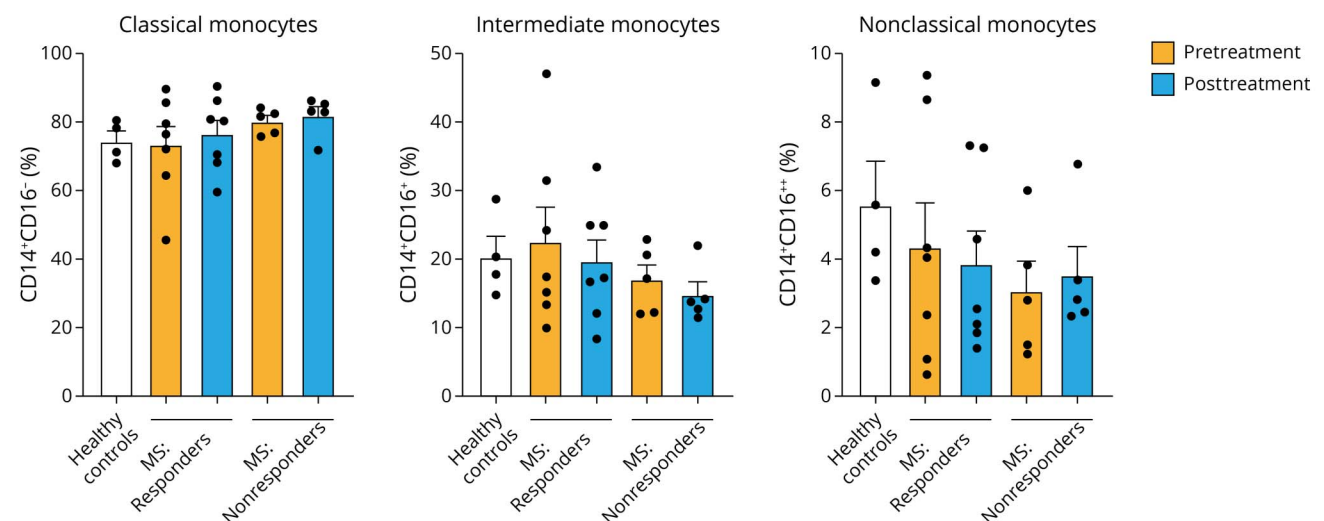 Classical monocytes
Intermediate monocytes
Nonclassical monocytes
Pretreatment
Posttreatment
CD14⁺CD16⁻ (%)
100
80
60
40
20
0
Healthy
controls
MS:
Responders
MS:
Nonresponders
CD14⁺CD16⁺ (%)
50
40
30
20
10
0
Healthy
controls
MS:
Responders
MS:
Nonresponders
CD14⁺CD16⁺⁺ (%)
10
8
6
4
2
0
Healthy
controls
MS:
Responders
MS:
Nonresponders